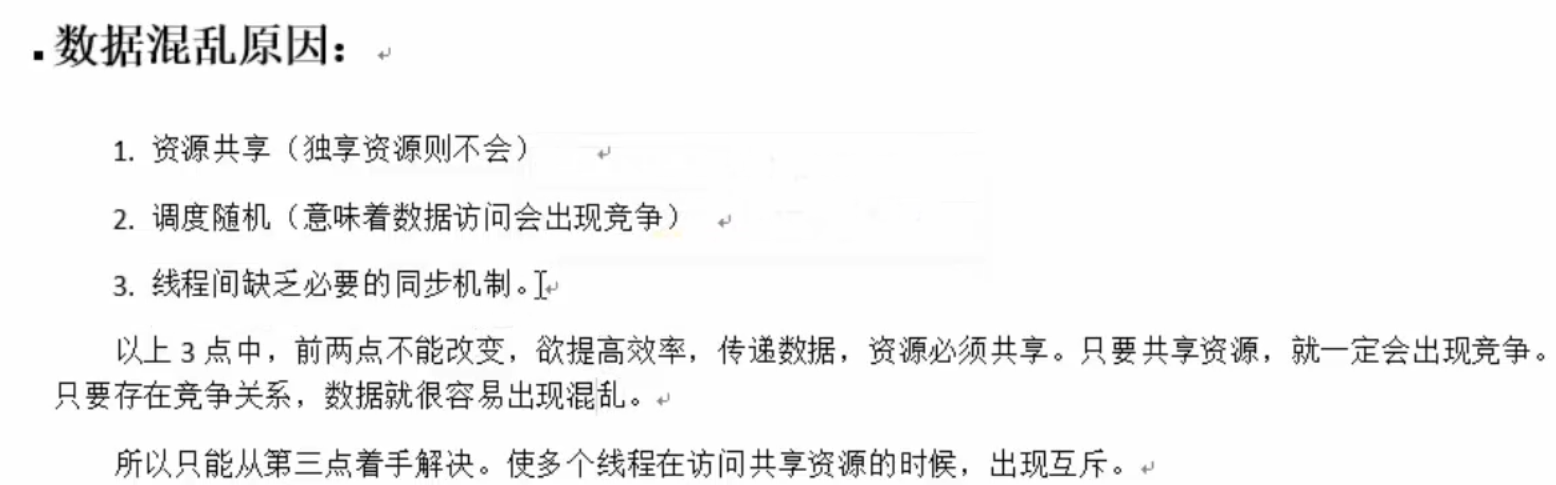 数据混乱原因：
1. 资源共享（独享资源则不会）
2. 调度随机（意味着数据访问会出现竞争）
3. 线程间缺乏必要的同步机制。
以上 3 点中，前两点不能改变，欲提高效率，传递数据，资源必须共享。只要共享资源，就一定会出现竞争。
只要存在竞争关系，数据就很容易出现混乱。
所以只能从第三点着手解决。使多个线程在访问共享资源的时候，出现互斥。